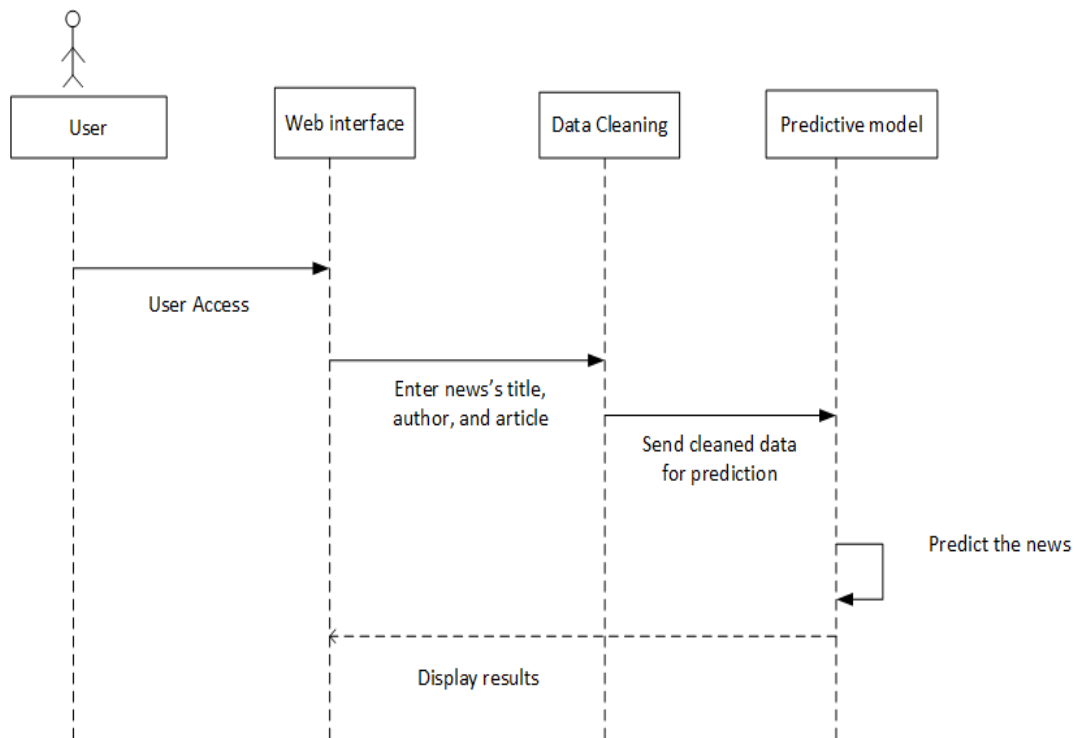 User
Web interface
Data Cleaning
Predictive model
User Access
Enter news's title,
author, and article
Send cleaned data
for prediction
Predict the news
Display results